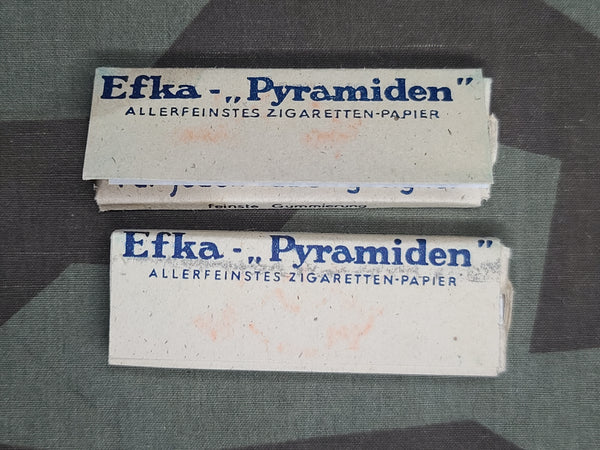 Efka - „Pyramiden"
ALLERFEINSTES ZIGARETTEN-PAPIER
feinste Gummierung
Efka - „Pyramiden"
ALLERFEINSTES ZIGARETTEN-PAPIER